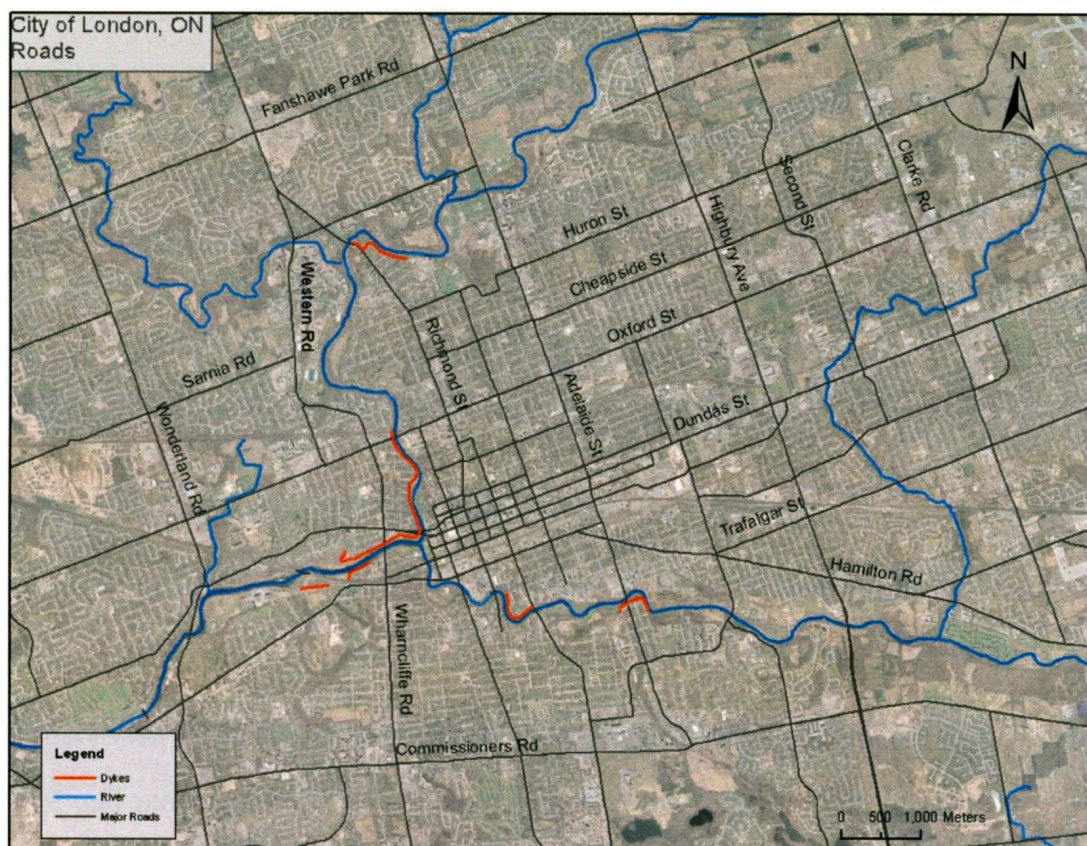 City of London, ON
Roads
Fanshawe Park Rd
N
Clarke Rd
Second St
Highbury Ave
Huron St
Cheapside St
Western Rd
Oxford St
Richmond St
Sarnia Rd
Adelaide St
Dundas St
Wonderland Rd
Trafalgar St
Hamilton Rd
Wharncliffe Rd
Commissioners Rd
Legend
Dykes
River
Major Roads
0 500 1,000 Meters